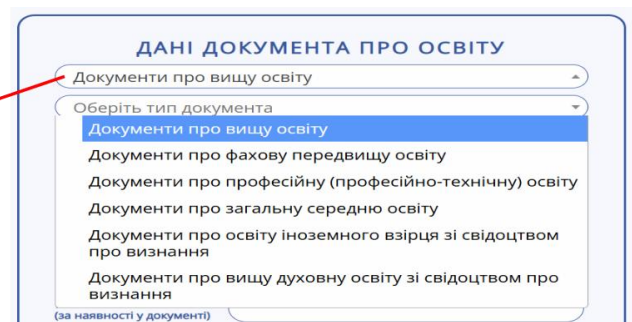 ДАНІ ДОКУМЕНТА ПРО ОСВІТУ
Документи про вищу освіту
Оберіть тип документа
Документи про вищу освіту
Документи про фахову передвищу освіту
Документи про професійну (професійно-технічну) освіту
Документи про загальну середню освіту
Документи про освіту іноземного взірця зі свідоцтвом
про визнання
Документи про вищу духовну освіту зі свідоцтвом про
визнання
(за наявності у документі)